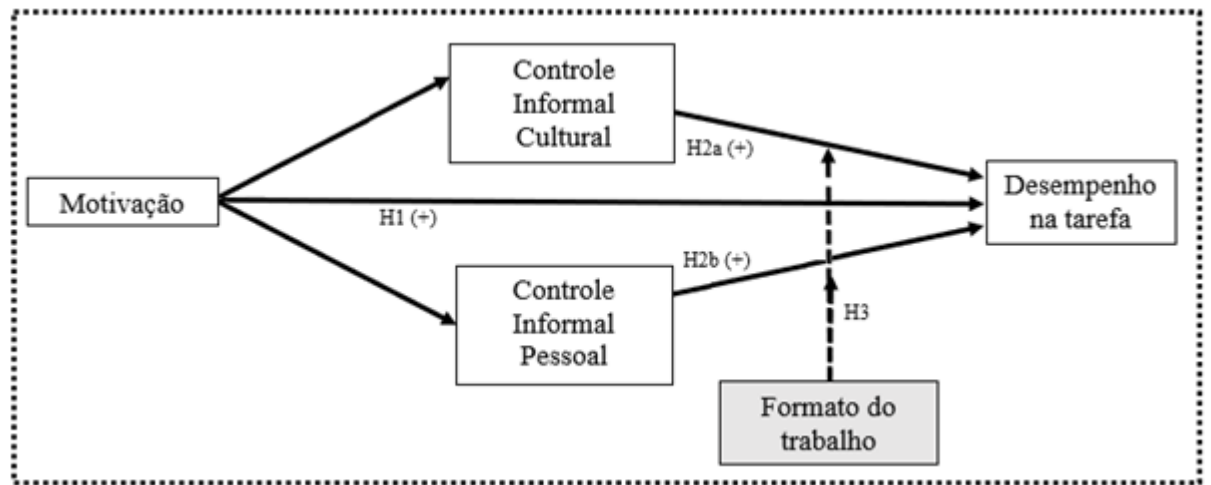 Controle
Informal
Cultural
H2a (+)
Motivação
H1 (+)
Desempenho
na tarefa
H2b (+)
Controle
Informal
Pessoal
H3
Formato do
trabalho